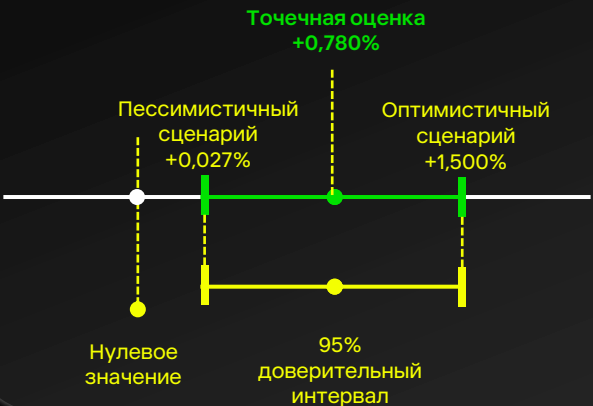 Точечная оценка
+0,780%
Пессимистичный
сценарий
+0,027%
Оптимистичный
сценарий
+1,500%
Нулевое
значение
95%
доверительный
интервал